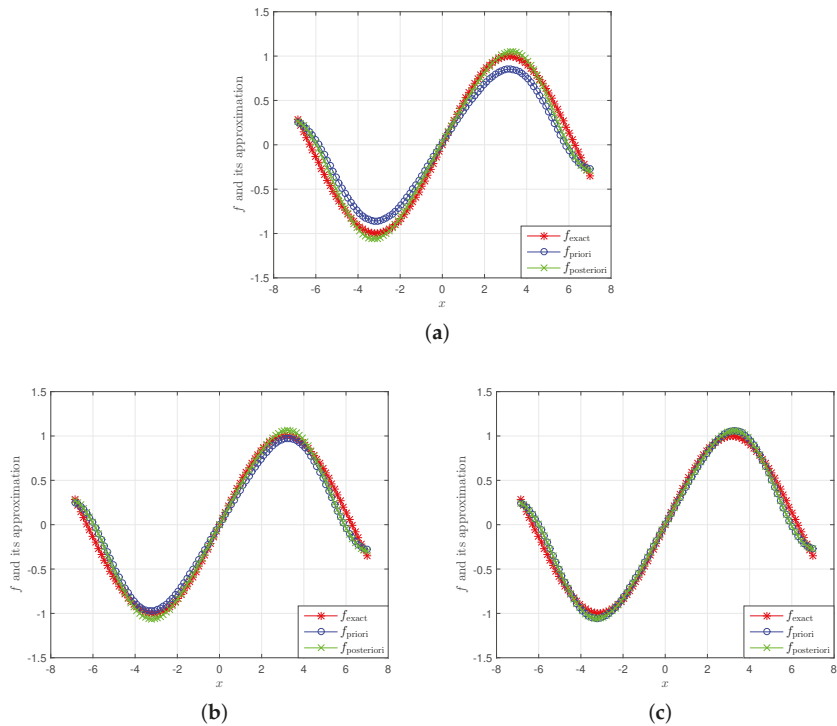 1.5
1
0.5
0
-0.5
-1
-1.5
f and its approximation
-8 -6 -4 -2 0 2 4 6 8
x
f_exact
f_priori
f_posteriori
(a)
1.5
1
0.5
0
-0.5
-1
-1.5
f and its approximation
-8 -6 -4 -2 0 2 4 6 8
x
f_exact
f_priori
f_posteriori
(b)
1.5
1
0.5
0
-0.5
-1
-1.5
f and its approximation
-8 -6 -4 -2 0 2 4 6 8
x
f_exact
f_priori
f_posteriori
(c)